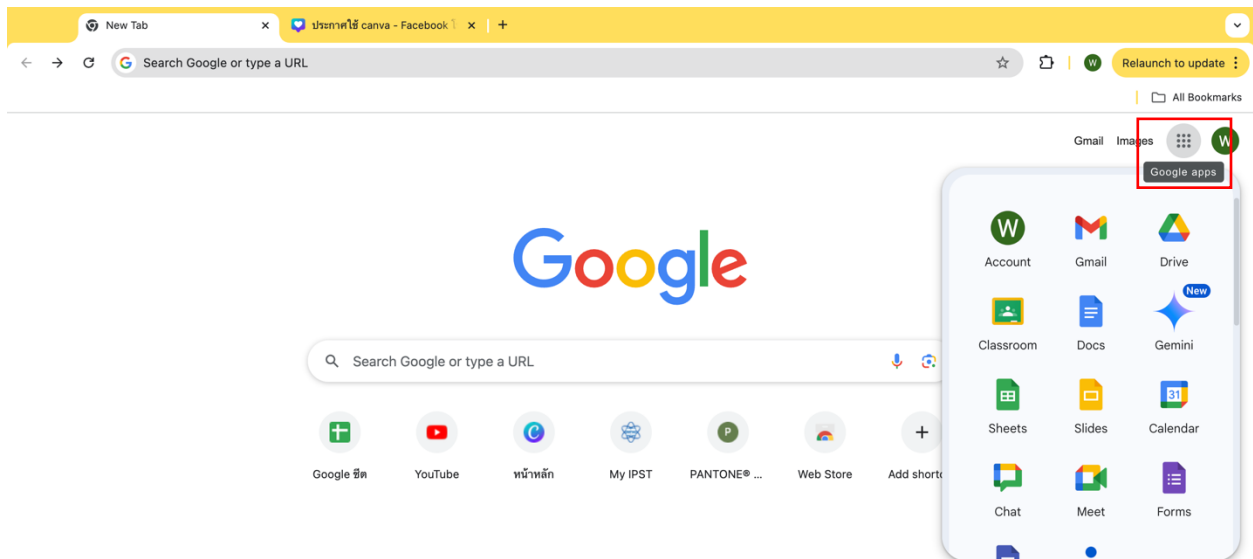 New Tab
ประกาศใช้ canva - Facebook
Search Google or type a URL
W
Relaunch to update
All Bookmarks
Gmail Images
W
Google apps
Google
W
Account Gmail Drive
New
Classroom Docs Gemini
Search Google or type a URL
31
Sheets Slides Calendar
P
Google ชีต YouTube หน้าหลัก My IPST PANTONE® ... Web Store Add shortc
Chat Meet Forms